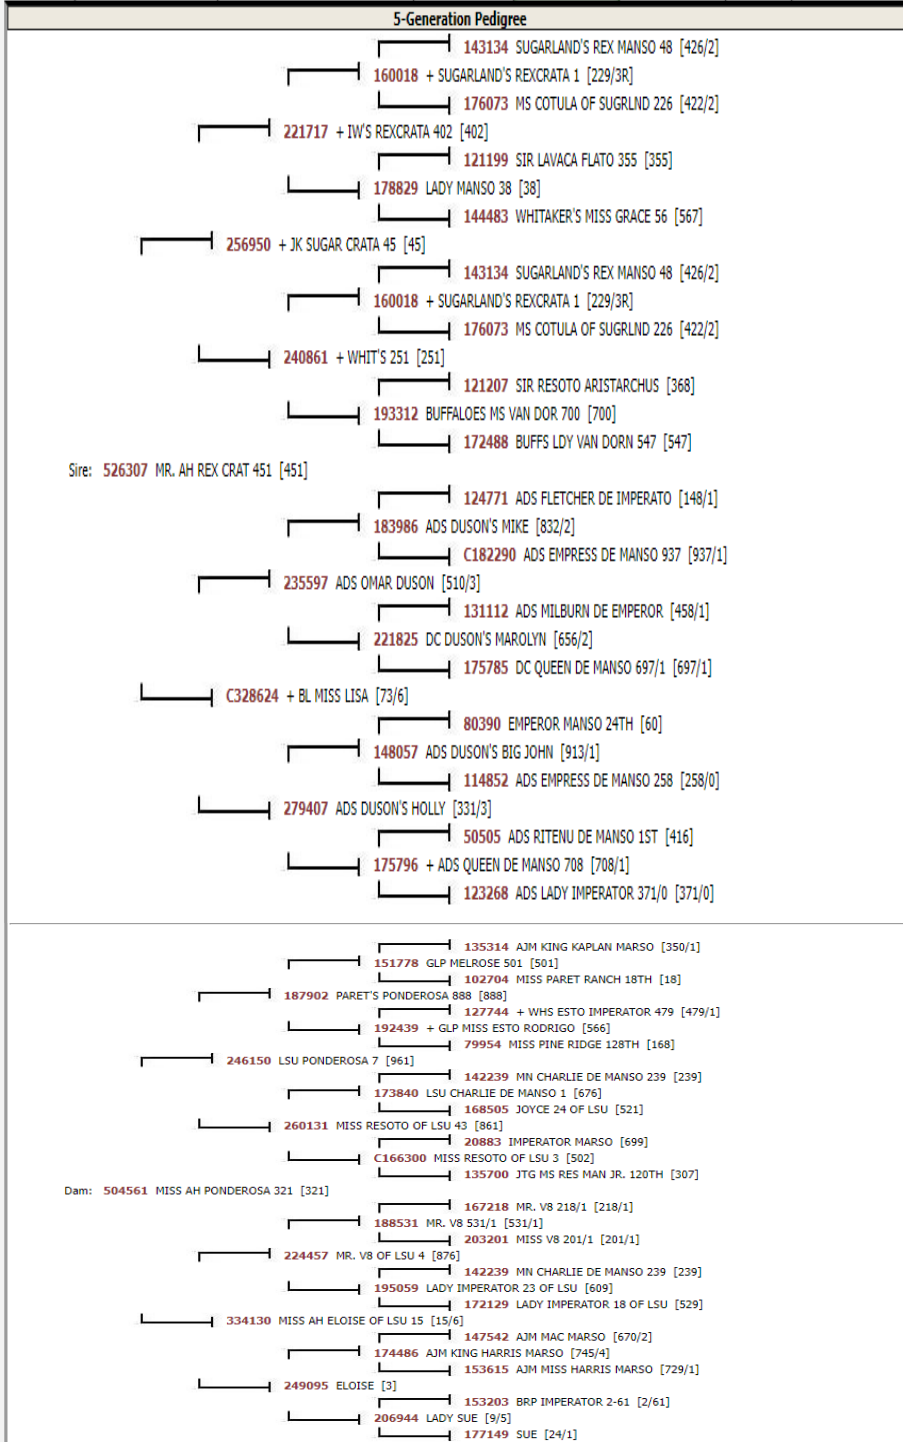 5-Generation Pedigree
143134 SUGARLAND'S REX MANSO 48 [426/2]
160018 + SUGARLAND'S REXCRATA 1 [229/3R]
176073 MS COTULA OF SUGRLND 226 [422/2]
221717 + IW'S REXCRATA 402 [402]
121199 SIR LAVACA FLATO 355 [355]
178829 LADY MANSO 38 [38]
144483 WHITAKER'S MISS GRACE 56 [567]
256950 + JK SUGAR CRATA 45 [45]
143134 SUGARLAND'S REX MANSO 48 [426/2]
160018 + SUGARLAND'S REXCRATA 1 [229/3R]
176073 MS COTULA OF SUGRLND 226 [422/2]
240861 + WHIT'S 251 [251]
121207 SIR RESOTO ARISTARCHUS [368]
193312 BUFFALOES MS VAN DOR 700 [700]
172488 BUFFS LDY VAN DORN 547 [547]
Sire: 526307 MR. AH REX CRAT 451 [451]
124771 ADS FLETCHER DE IMPERATO [148/1]
183986 ADS DUSON'S MIKE [832/2]
C182290 ADS EMPRESS DE MANSO 937 [937/1]
235597 ADS OMAR DUSON [510/3]
131112 ADS MILBURN DE EMPEROR [458/1]
221825 DC DUSON'S MAROLYN [656/2]
175785 DC QUEEN DE MANSO 697/1 [697/1]
C328624 + BL MISS LISA [73/6]
80390 EMPEROR MANSO 24TH [60]
148057 ADS DUSON'S BIG JOHN [913/1]
114852 ADS EMPRESS DE MANSO 258 [258/0]
279407 ADS DUSON'S HOLLY [331/3]
50505 ADS RITENU DE MANSO 1ST [416]
175796 + ADS QUEEN DE MANSO 708 [708/1]
123268 ADS LADY IMPERATOR 371/0 [371/0]
135314 AJM KING KAPLAN MARSO [350/1]
151778 GLP MELROSE 501 [501]
102704 MISS PARET RANCH 18TH [18]
187902 PARET'S PONDEROSA 888 [888]
127744 + WHS ESTO IMPERATOR 479 [479/1]
192439 + GLP MISS ESTO RODRIGO [566]
79954 MISS PINE RIDGE 128TH [168]
246150 LSU PONDEROSA 7 [961]
142239 MN CHARLIE DE MANSO 239 [239]
173840 LSU CHARLIE DE MANSO 1 [676]
168505 JOYCE 24 OF LSU [521]
260131 MISS RESOTO OF LSU 43 [861]
20883 IMPERATOR MARSO [699]
C166300 MISS RESOTO OF LSU 3 [502]
135700 JTG MS RES MAN JR. 120TH [307]
Dam: 504561 MISS AH PONDEROSA 321 [321]
167218 MR. V8 218/1 [218/1]
188531 MR. V8 531/1 [531/1]
203201 MISS V8 201/1 [201/1]
224457 MR. V8 OF LSU 4 [876]
142239 MN CHARLIE DE MANSO 239 [239]
195059 LADY IMPERATOR 23 OF LSU [609]
172129 LADY IMPERATOR 18 OF LSU [529]
334130 MISS AH ELOISE OF LSU 15 [15/6]
147542 AJM MAC MARSO [670/2]
174486 AJM KING HARRIS MARSO [745/4]
153615 AJM MISS HARRIS MARSO [729/1]
249095 ELOISE [3]
153203 BRP IMPERATOR 2-61 [2/61]
206944 LADY SUE [9/5]
177149 SUE [24/1]